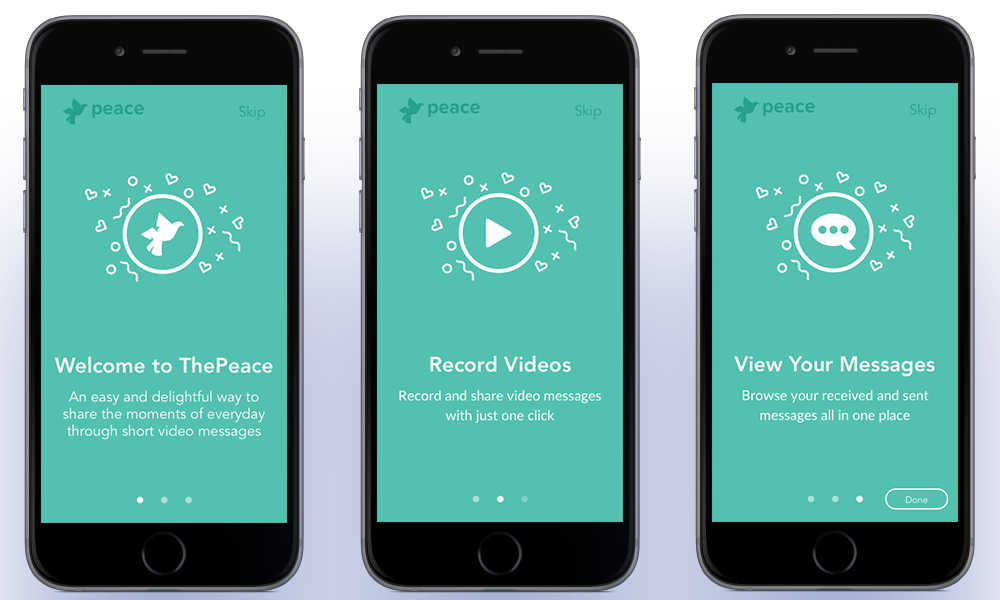 peace
Skip
Welcome to ThePeace
An easy and delightful way to
share the moments of everyday
through short video messages
peace
Skip
Record Videos
Record and share video messages
with just one click
peace
Skip
View Your Messages
Browse your received and sent
messages all in one place
Done